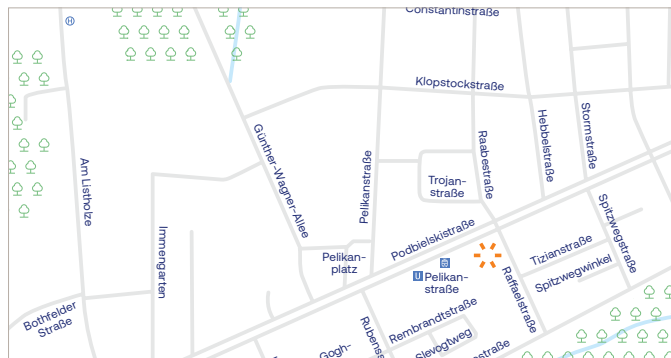 Constantinstraße
H
Klopstockstraße
Günther-Wagner-Allee
Pelikanstraße
Raabestraße
Hebbelstraße
Stormstraße
Am Listholze
Trojan-
straße
Immengarten
Podbielskistraße
Spitzwegstraße
Pelikan-
platz
Tizianstraße
Spitzwegwinkel
U Pelikan-
straße
Raffaelstraße
Bothfelder
Straße
Rembrandtstraße
Slevogtweg
Rubenss
Gogh-
straße